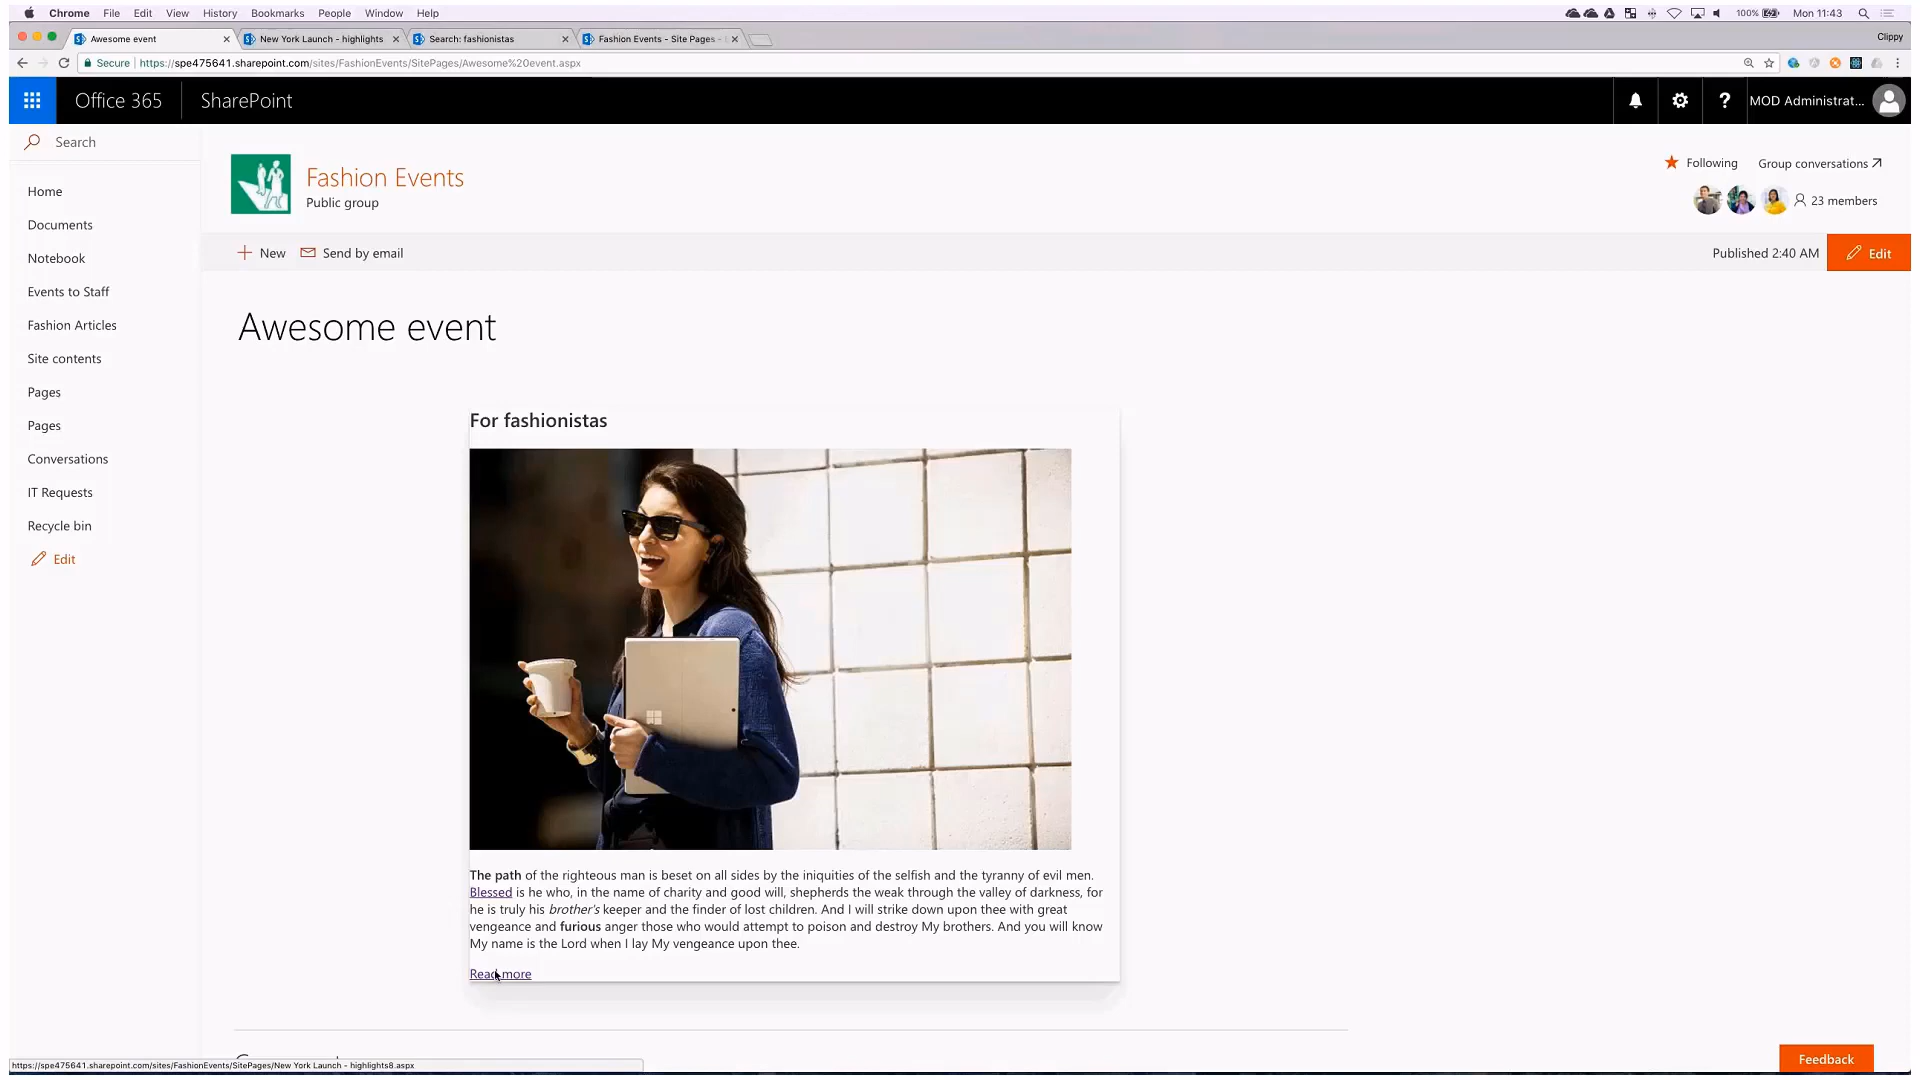 Chrome File Edit View History Bookmarks People Window Help
100% Mon 11:43
Awesome event
New York Launch - highlights
Search: fashionistas
Fashion Events - Site Pages -
Clippy
Secure https://spe475641.sharepoint.com/sites/FashionEvents/SitePages/Awesome%20event.aspx
Office 365 SharePoint
? MOD Administrat...
Search
Home
Documents
Notebook
Events to Staff
Fashion Articles
Site contents
Pages
Pages
Conversations
IT Requests
Recycle bin
Edit
Fashion Events
Public group
Following Group conversations
23 members
New Send by email
Published 2:40 AM Edit
Awesome event
For fashionistas
The path of the righteous man is beset on all sides by the iniquities of the selfish and the tyranny of evil men.
Blessed is he who, in the name of charity and good will, shepherds the weak through the valley of darkness, for
he is truly his brother's keeper and the finder of lost children. And I will strike down upon thee with great
vengeance and furious anger those who would attempt to poison and destroy My brothers. And you will know
My name is the Lord when I lay My vengeance upon thee.
Read more
https://spe475641.sharepoint.com/sites/FashionEvents/SitePages/New York Launch - highlights8.aspx
Feedback